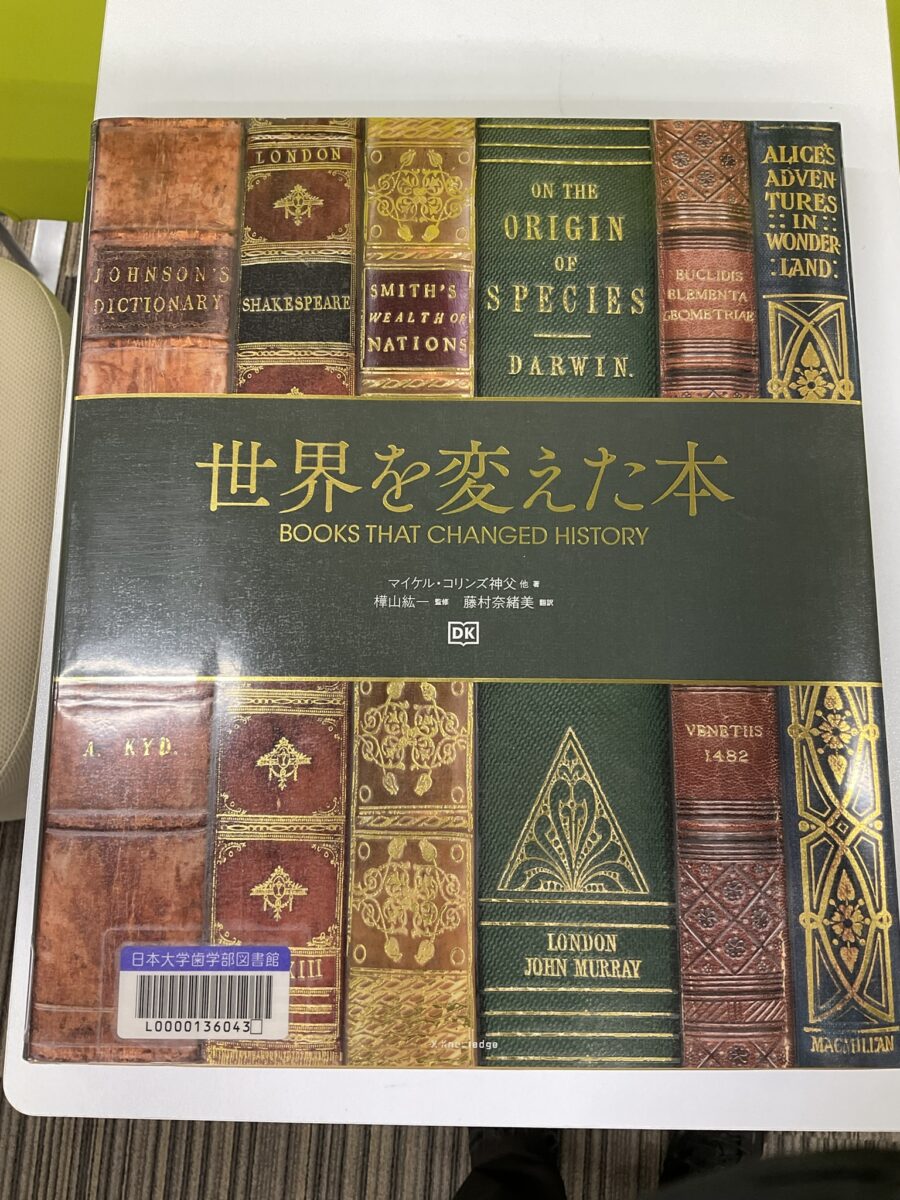 JOHNSON'S
DICTIONARY
A. KYD.
LONDON
SHAKESPEARE
XIII
SMITH'S
WEALTH OF
NATIONS
ON THE
ORIGIN
OF
SPECIES
DARWIN.
LONDON
JOHN MURRAY
EUCLIDIS
ELEMENTA
GEOMETRIAE
VENETIIS
1482
ALICE'S
ADVEN-
TURES
IN
WONDER-
LAND:
MACMILLAN
世界を変えた本
BOOKS THAT CHANGED HISTORY
マイケル・コリンズ神父 他 著
樺山紘一 監修 藤村奈緒美 翻訳
DK
日本大学歯学部図書館
L0000136043
X-Knowledge